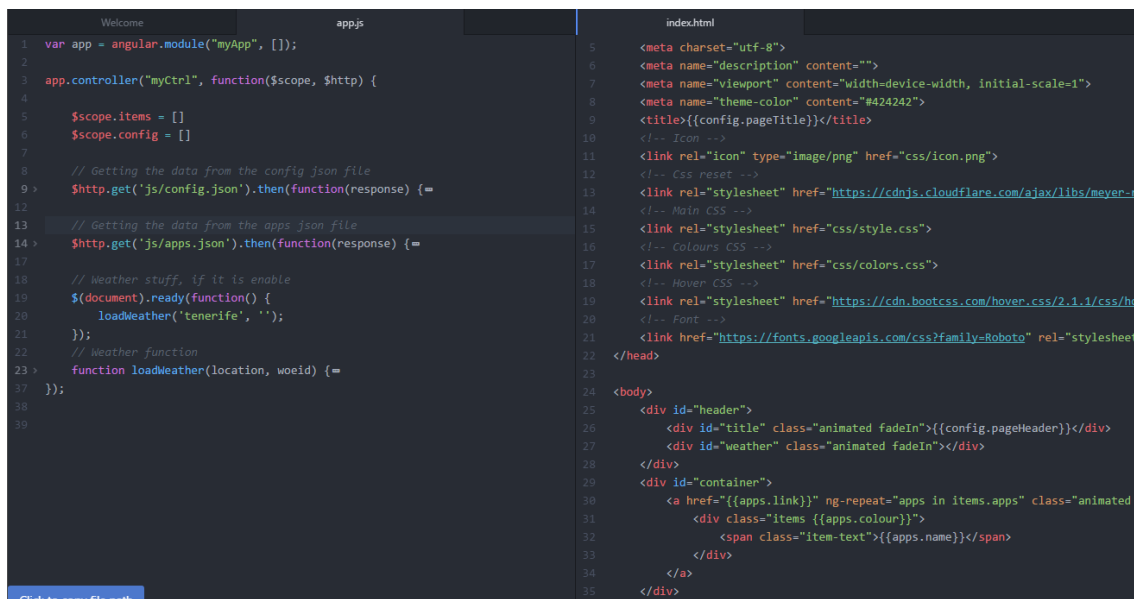 Welcome
app.js
1 var app = angular.module("myApp", []);
2
3 app.controller("myCtrl", function($scope, $http) {
4
5 $scope.items = []
6 $scope.config = []
7
8 // Getting the data from the config json file
9 $http.get('js/config.json').then(function(response) {
12
13 // Getting the data from the apps json file
14 $http.get('js/apps.json').then(function(response) {
17
18 // Weather stuff, if it is enable
19 $(document).ready(function() {
20 loadWeather('tenerife', '');
21 });
22 // Weather function
23 function loadWeather(location, woeid) {
37 });
38
39
Click to copy file path
index.html
5 <meta charset="utf-8">
6 <meta name="description" content="">
7 <meta name="viewport" content="width=device-width, initial-scale=1">
8 <meta name="theme-color" content="#424242">
9 <title>{{config.pageTitle}}</title>
10 <!-- Icon -->
11 <link rel="icon" type="image/png" href="css/icon.png">
12 <!-- Css reset -->
13 <link rel="stylesheet" href="https://cdnjs.cloudflare.com/ajax/libs/meyer-
14 <!-- Main CSS -->
15 <link rel="stylesheet" href="css/style.css">
16 <!-- Colours CSS -->
17 <link rel="stylesheet" href="css/colors.css">
18 <!-- Hover CSS -->
19 <link rel="stylesheet" href="https://cdn.bootcss.com/hover.css/2.1.1/css/ho
20 <!-- Font -->
21 <link href="https://fonts.googleapis.com/css?family=Roboto" rel="stylesheet
22 </head>
23
24 <body>
25 <div id="header">
26 <div id="title" class="animated fadeIn">{{config.pageHeader}}</div>
27 <div id="weather" class="animated fadeIn"></div>
28 </div>
29 <div id="container">
30 <a href="{{apps.link}}" ng-repeat="apps in items.apps" class="animated
31 <div class="items {{apps.colour}}">
32 <span class="item-text">{{apps.name}}</span>
33 </div>
34 </a>
35 </div>